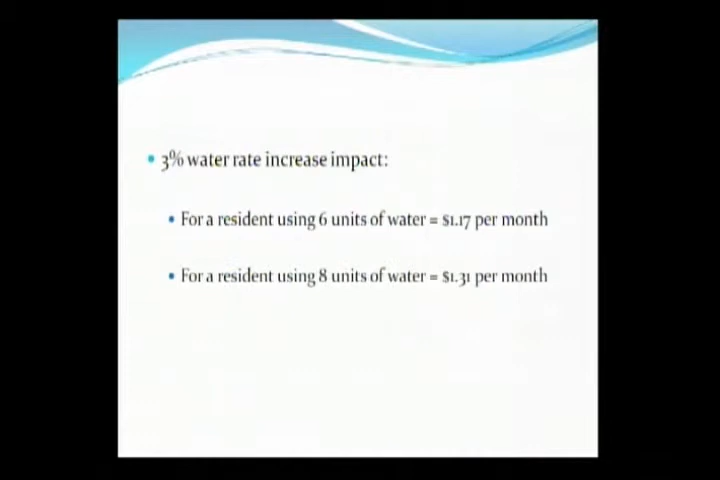 3% water rate increase impact:
For a resident using 6 units of water = $1.17 per month
For a resident using 8 units of water = $1.31 per month